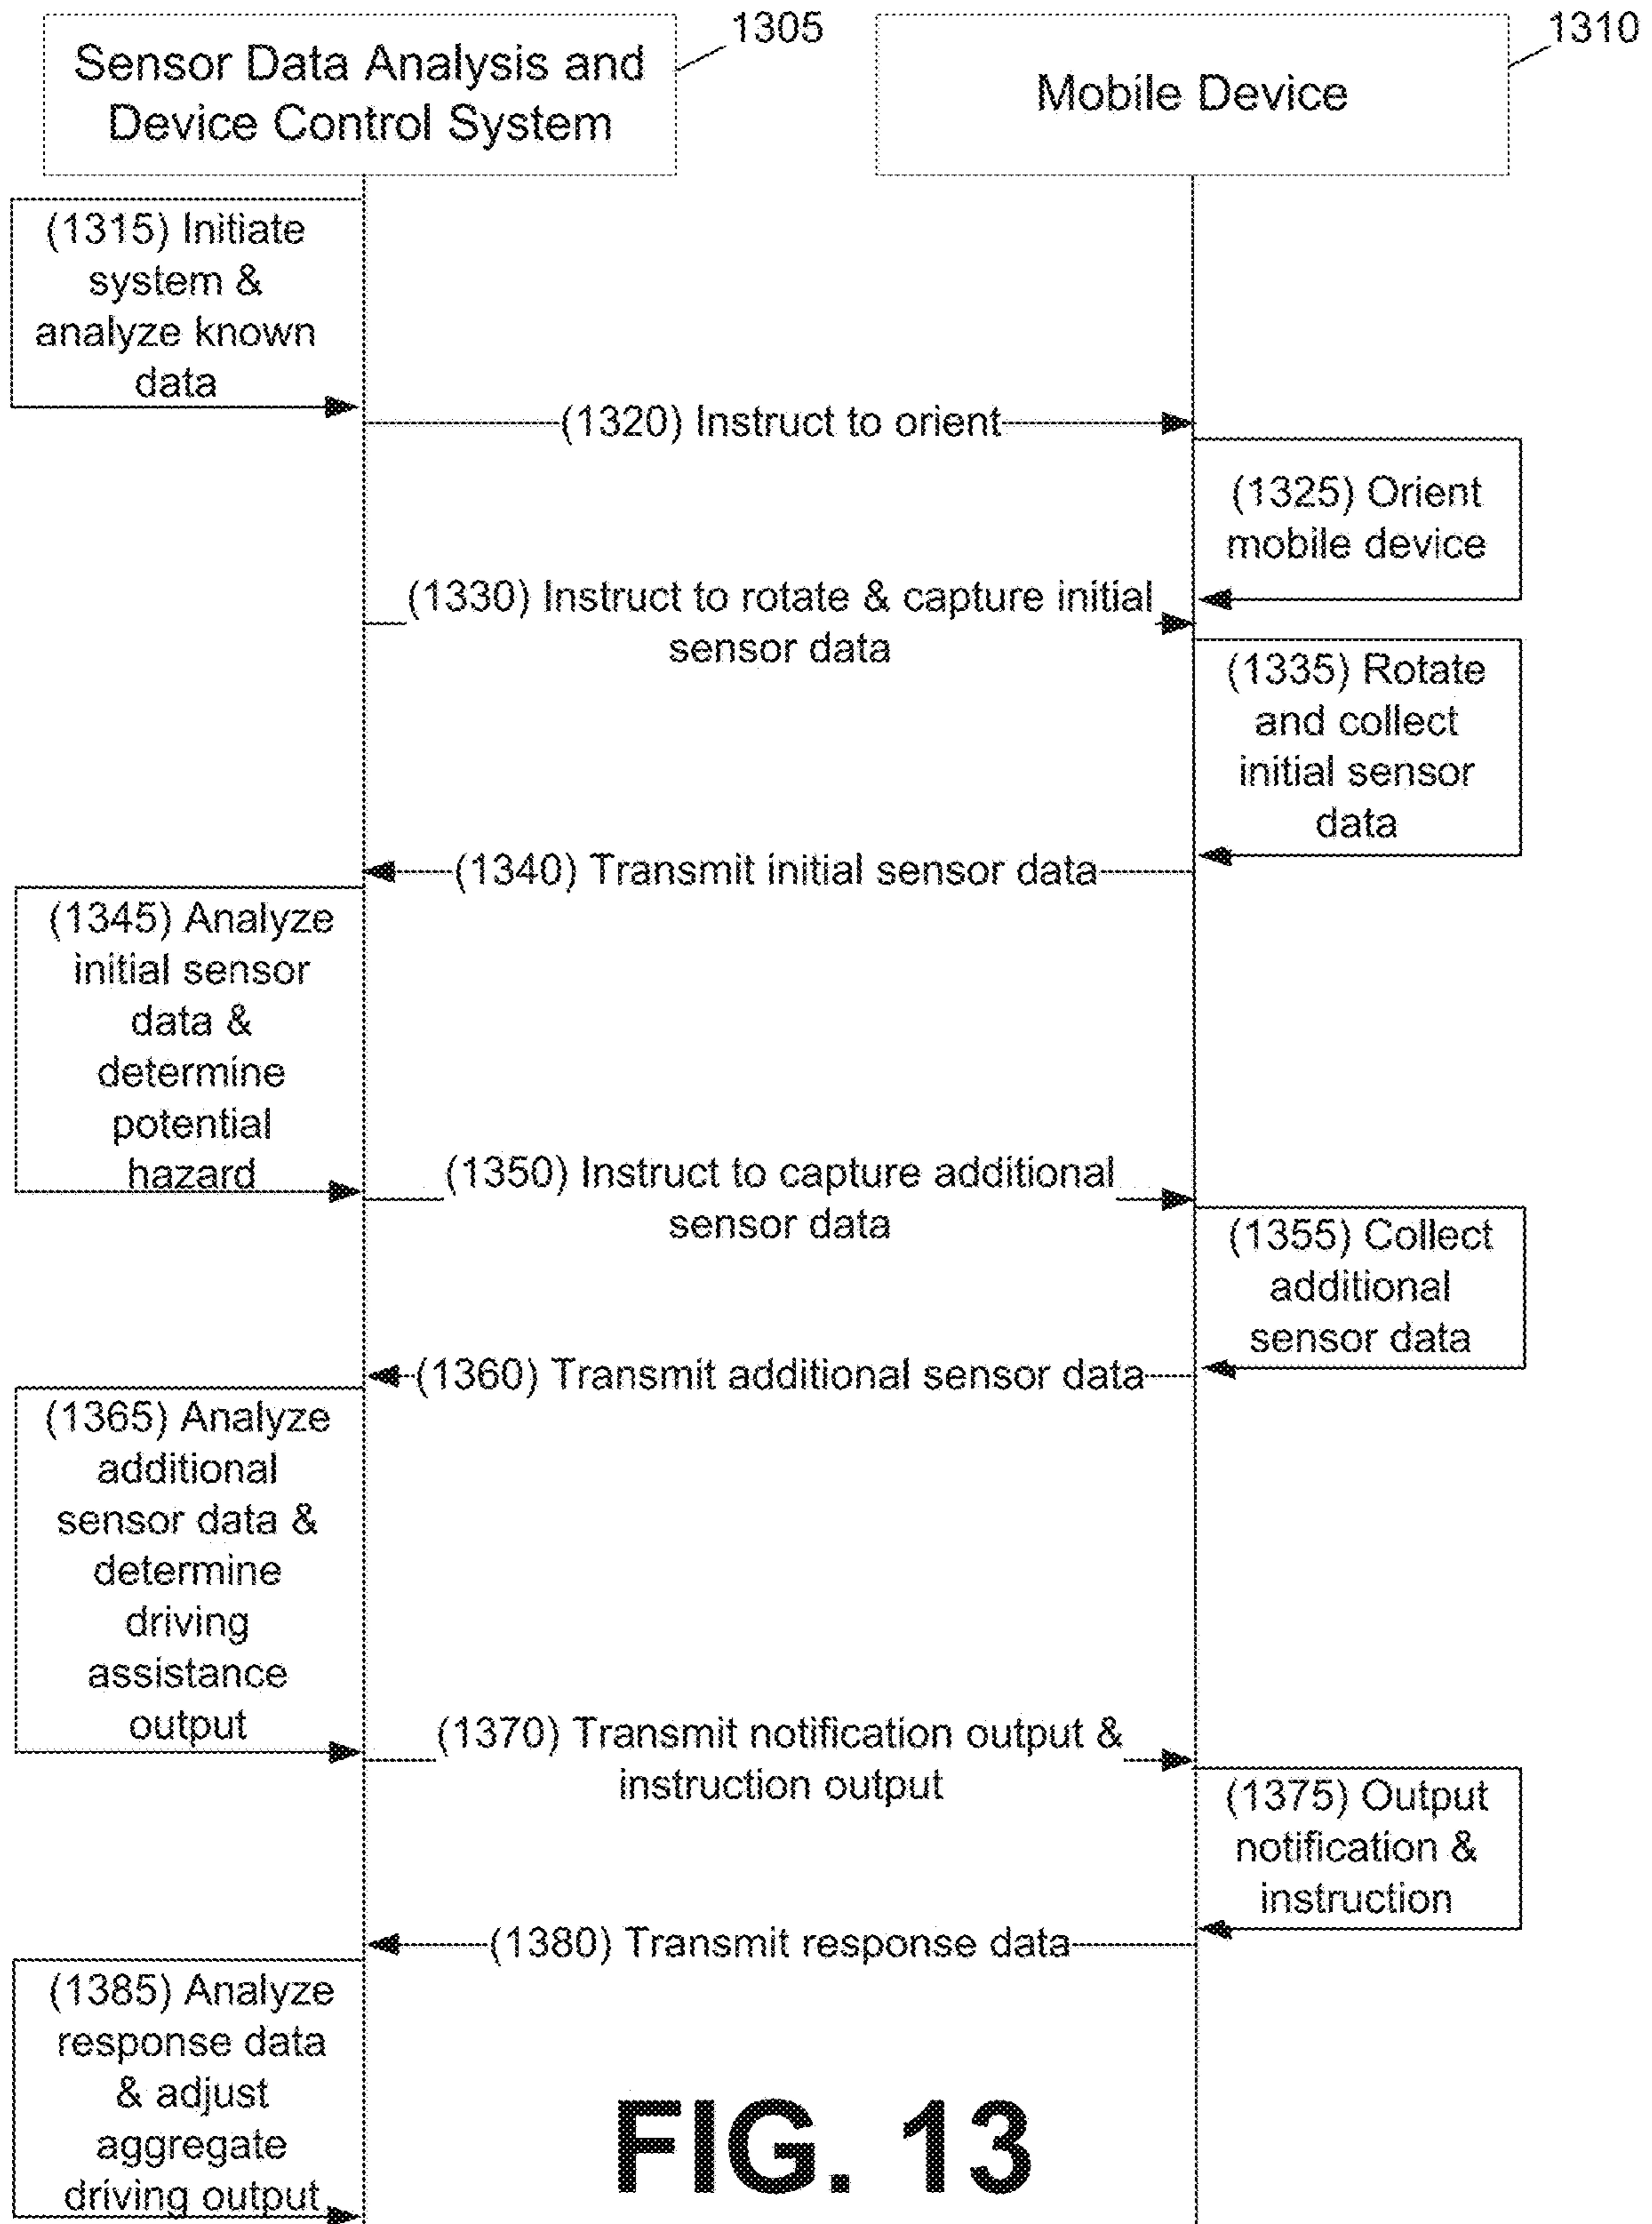 1305
1310
Sensor Data Analysis and
Device Control System
Mobile Device
(1315) Initiate
system &
analyze known
data
(1320) Instruct to orient
(1325) Orient
mobile device
(1330) Instruct to rotate & capture initial
sensor data
(1335) Rotate
and collect
initial sensor
data
(1340) Transmit initial sensor data
(1345) Analyze
initial sensor
data &
determine
potential
hazard
(1350) Instruct to capture additional
sensor data
(1355) Collect
additional
sensor data
(1360) Transmit additional sensor data
(1365) Analyze
additional
sensor data &
determine
driving
assistance
output
(1370) Transmit notification output &
instruction output
(1375) Output
notification &
instruction
(1380) Transmit response data
(1385) Analyze
response data
& adjust
aggregate
driving output
FIG. 13